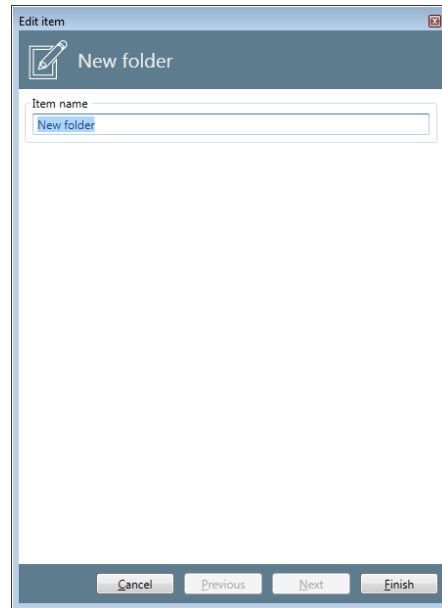 Edit item
New folder
Item name
New folder
Cancel
Previous
Next
Finish